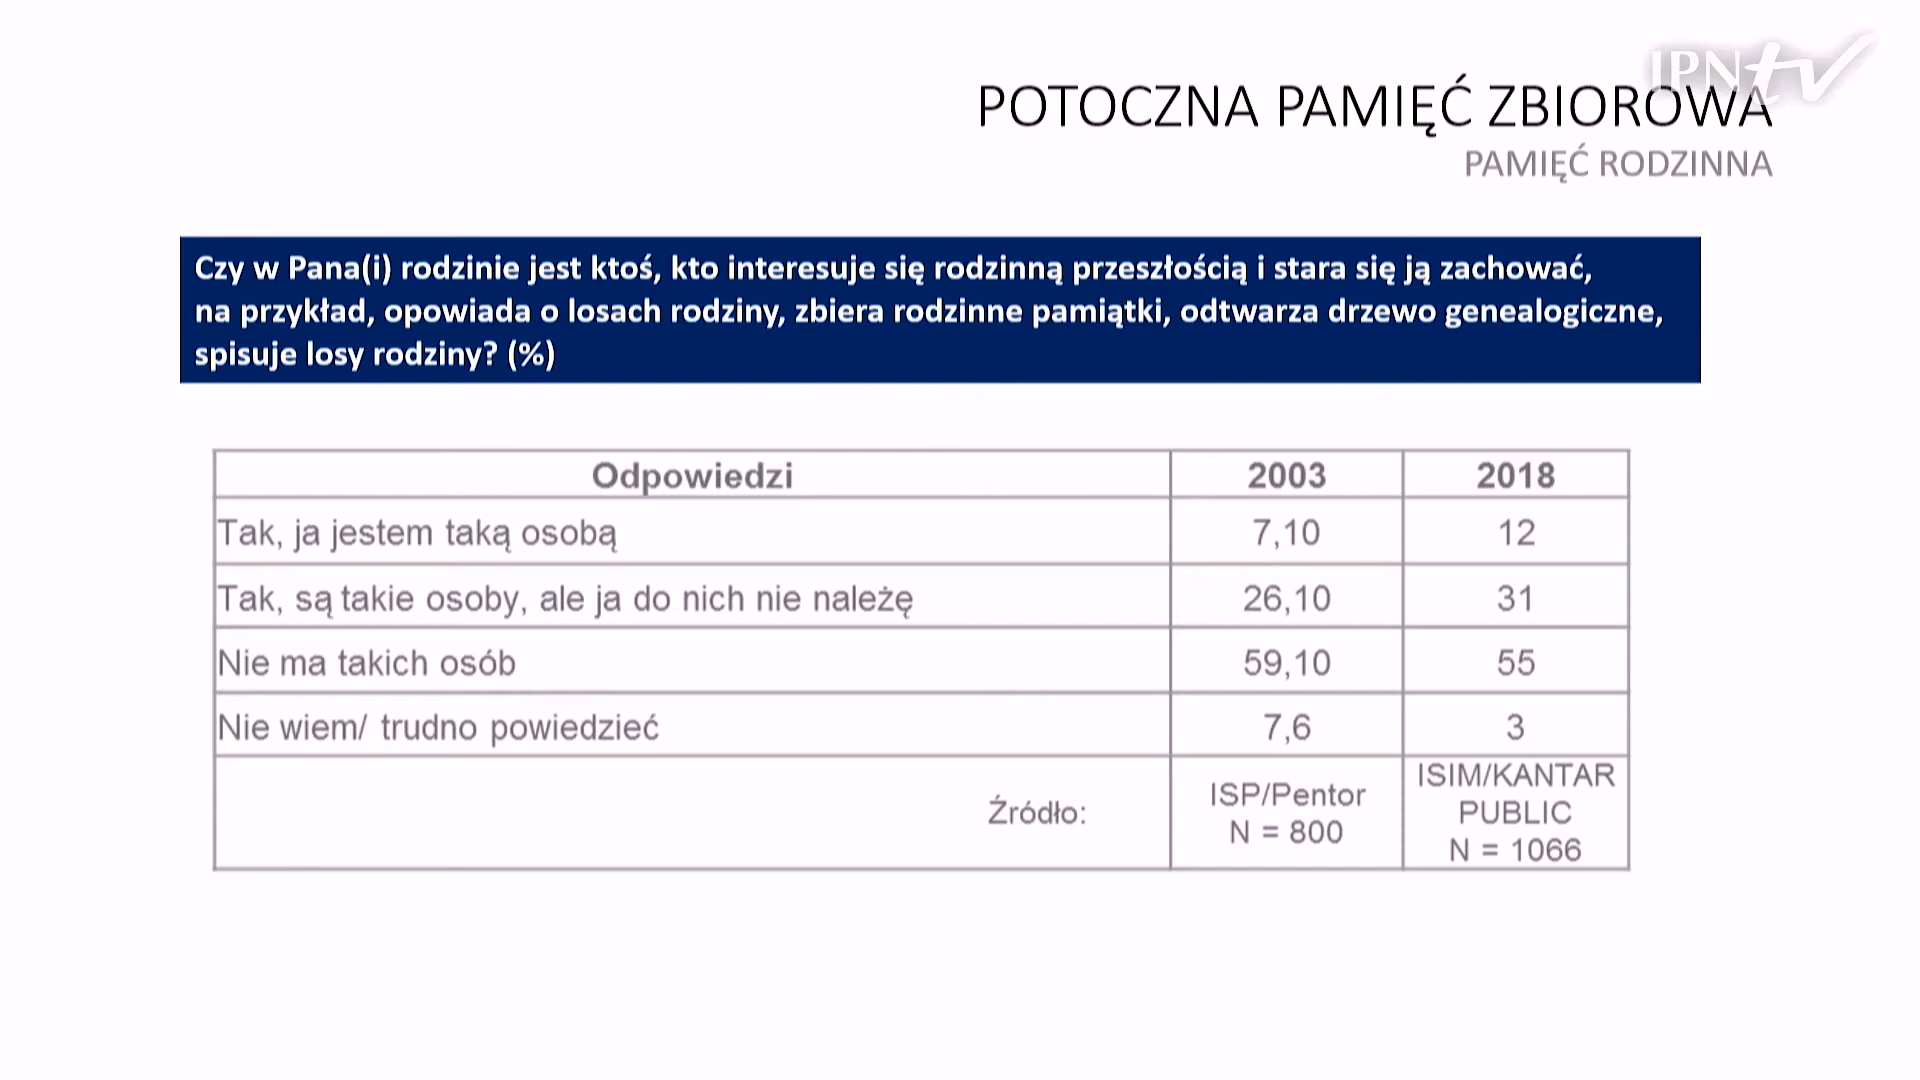 IPNtv
POTOCZNA PAMIĘĆ ZBIOROWA
PAMIĘĆ RODZINNA
Czy w Pana(i) rodzinie jest ktoś, kto interesuje się rodzinną przeszłością i stara się ją zachować,
na przykład, opowiada o losach rodziny, zbiera rodzinne pamiątki, odtwarza drzewo genealogiczne,
spisuje losy rodziny? (%)
Odpowiedzi 2003 2018
Tak, ja jestem taką osobą 7,10 12
Tak, są takie osoby, ale ja do nich nie należę 26,10 31
Nie ma takich osób 59,10 55
Nie wiem/ trudno powiedzieć 7,6 3
Źródło:
ISP/Pentor
N = 800
ISIM/KANTAR
PUBLIC
N = 1066